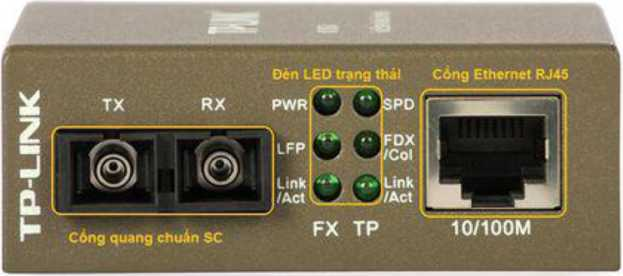 TP-LINK
TX RX
Cổng quang chuẩn SC
Đèn LED trạng thái
PWR SPD
LFP FDX /Col
Link /Act Link /Act
FX TP
Cổng Ethernet RJ45
10/100M